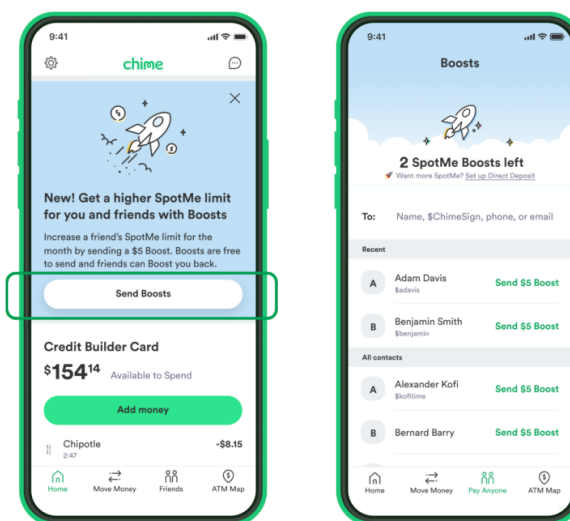 9:41
chime
New! Get a higher SpotMe limit
for you and friends with Boosts
Increase a friend's SpotMe limit for the
month by sending a $5 Boost. Boosts are free
to send and friends can Boost you back.
Send Boosts
Credit Builder Card
$154 14 Available to Spend
Add money
Chipotle -$8.15
2:47
Home Move Money Friends ATM Map
9:41
Boosts
2 SpotMe Boosts left
Want more SpotMe? Set up Direct Deposit
To: Name, $ChimeSign, phone, or email
Recent
A Adam Davis Send $5 Boost
$adavis
B Benjamin Smith Send $5 Boost
$benjamin
All contacts
A Alexander Kofi Send $5 Boost
$kofitime
B Bernard Barry Send $5 Boost
Home Move Money Pay Anyone ATM Map